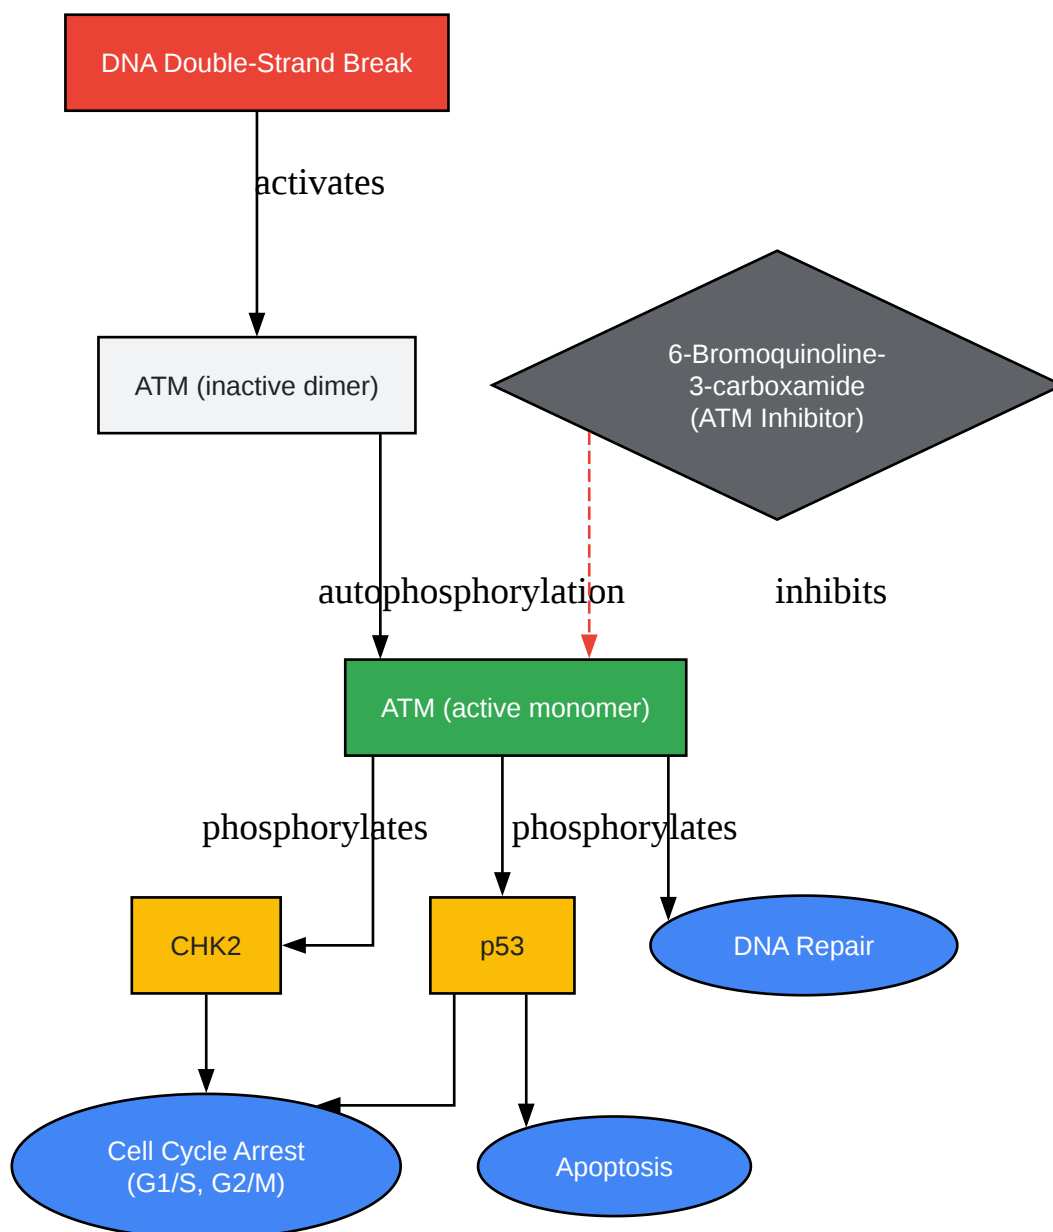 DNA Double-Strand Break
activates
ATM (inactive dimer)
6-Bromoquinoline-
3-carboxamide
(ATM Inhibitor)
autophosphorylation
inhibits
ATM (active monomer)
phosphorylates
phosphorylates
CHK2
p53
DNA Repair
Cell Cycle Arrest
(G1/S, G2/M)
Apoptosis